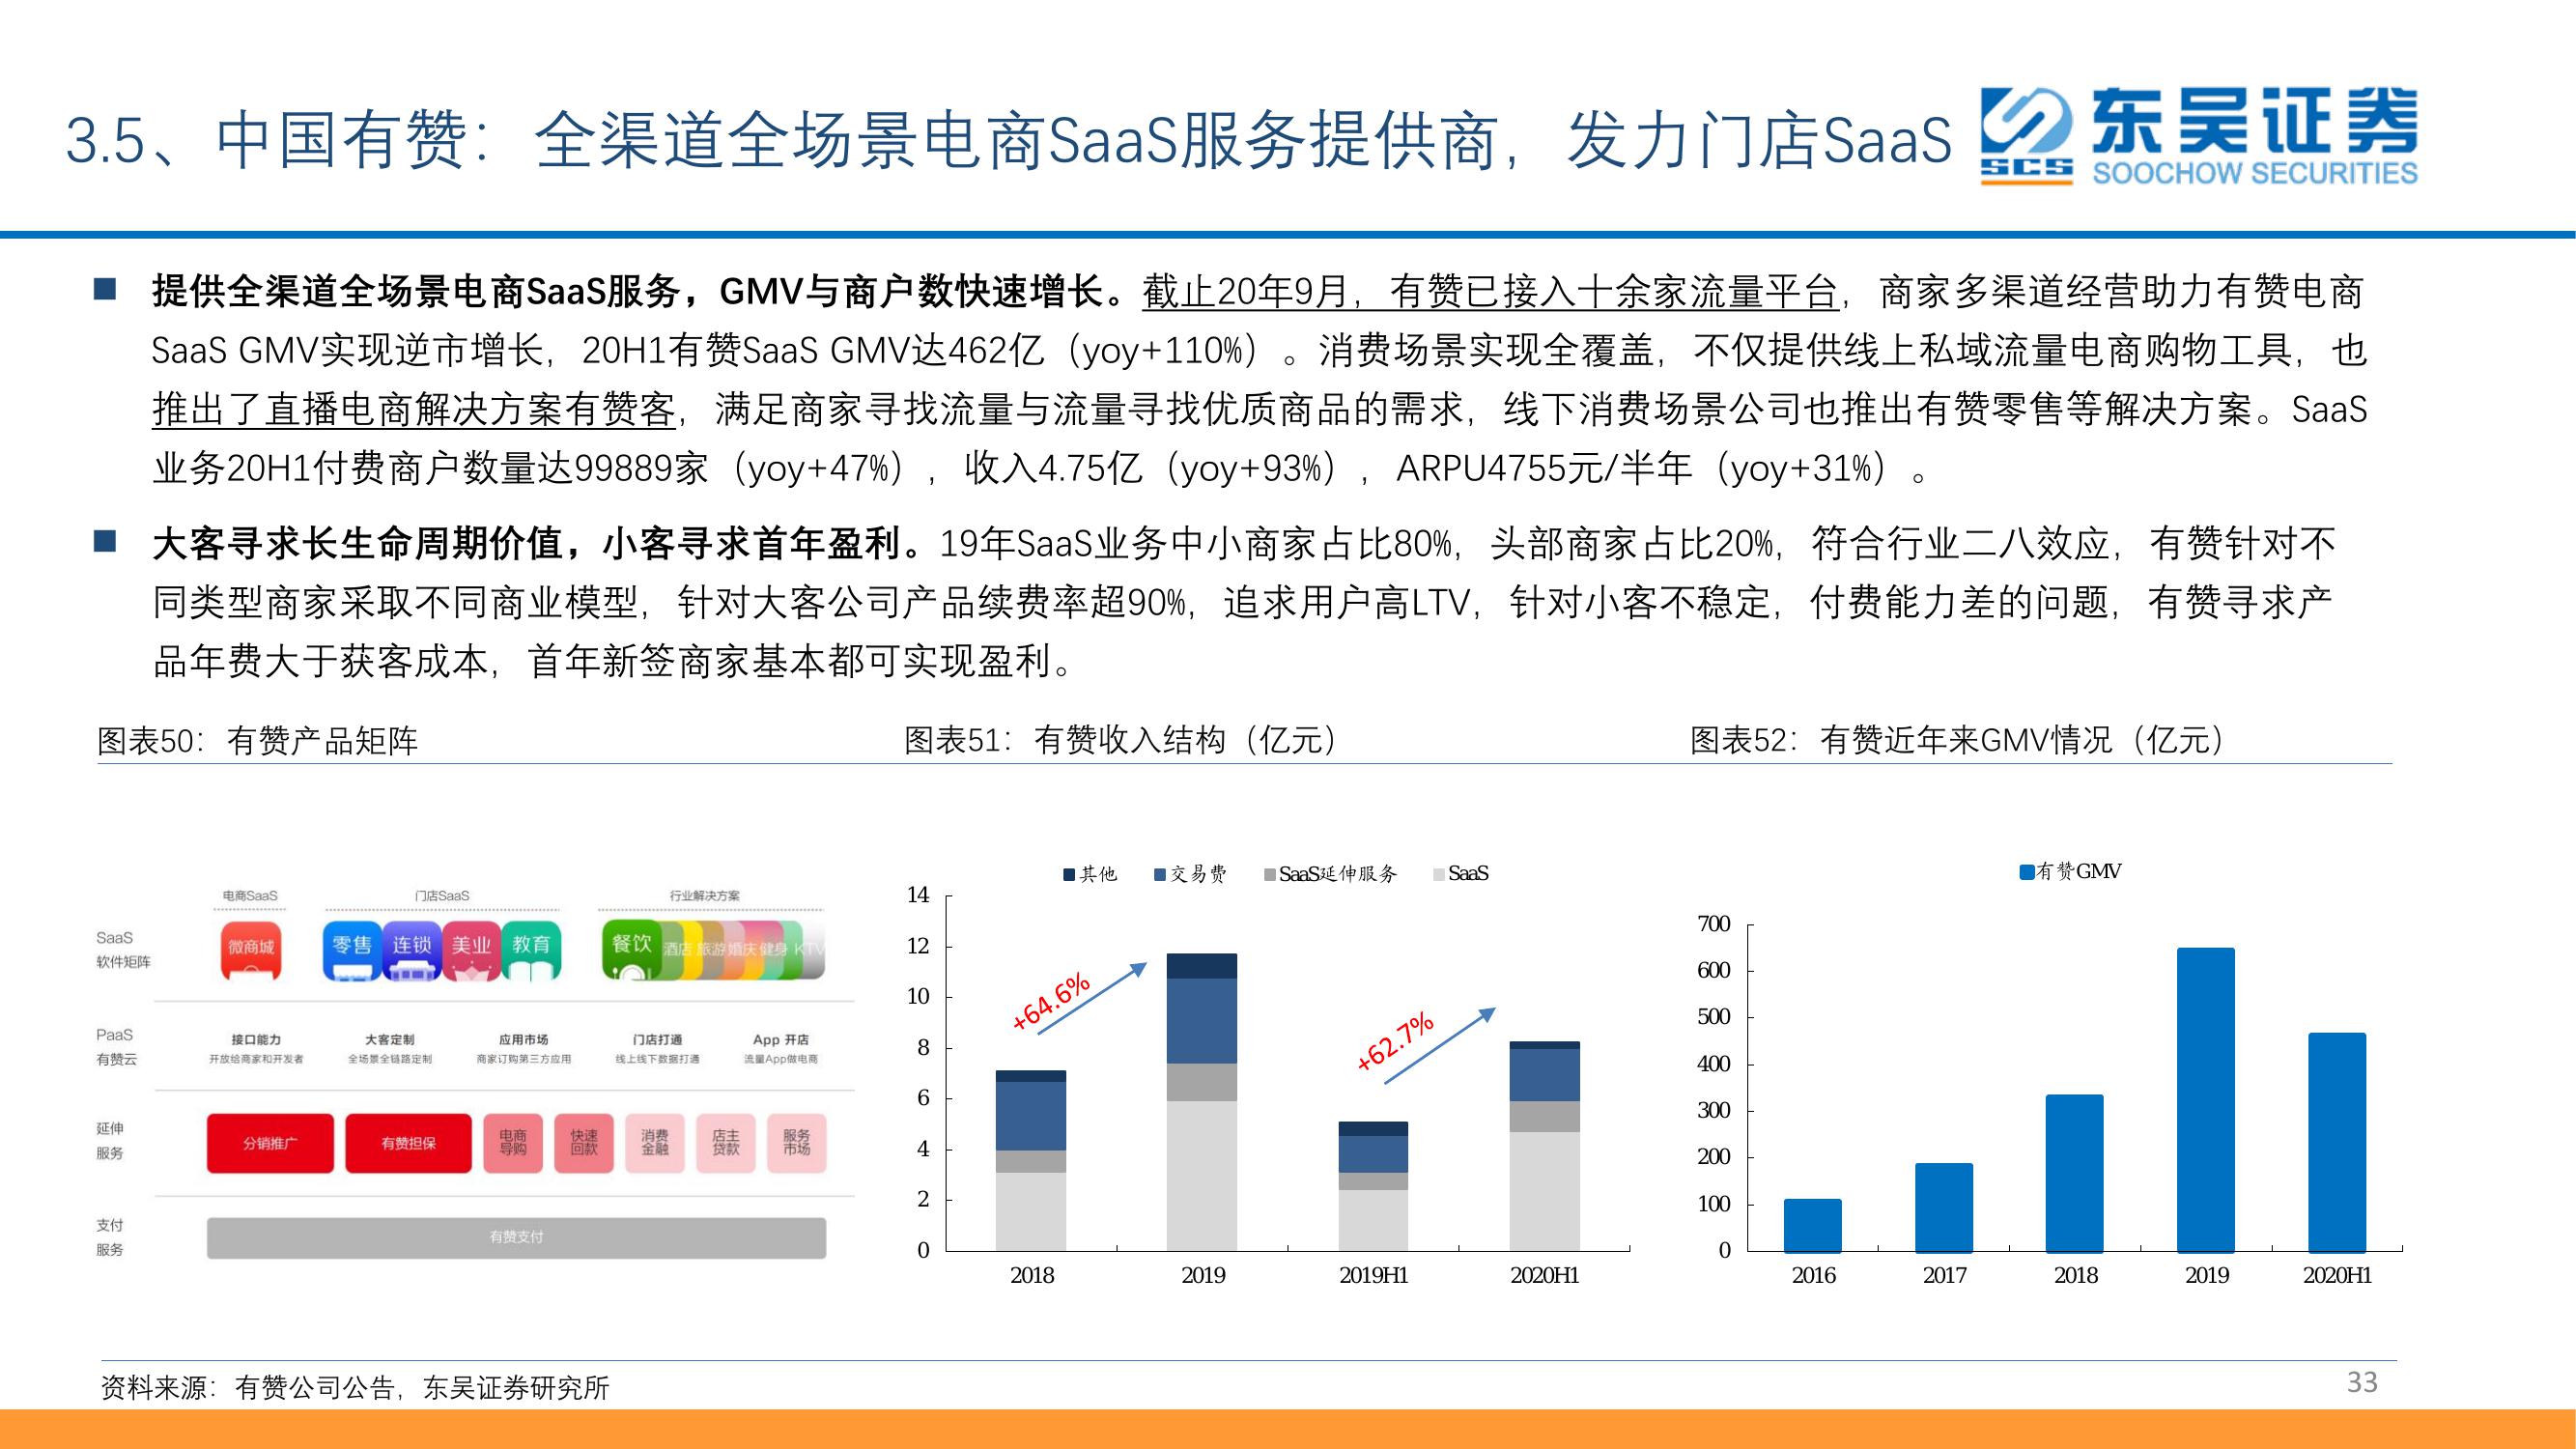 3.5、中国有赞：全渠道全场景电商SaaS服务提供商，发力门店SaaS
东吴证券
SCS
SOOCHOW SECURITIES
提供全渠道全场景电商SaaS服务，GMV与商户数快速增长。截止20年9月，有赞已接入十余家流量平台，商家多渠道经营助力有赞电商
SaaS GMV实现逆市增长，20H1有赞SaaS GMV达462亿（yoy+110%）。消费场景实现全覆盖，不仅提供线上私域流量电商购物工具，也
推出了直播电商解决方案有赞客，满足商家寻找流量与流量寻找优质商品的需求，线下消费场景公司也推出有赞零售等解决方案。SaaS
业务20H1付费商户数量达99889家（yoy+47%），收入4.75亿（yoy+93%），ARPU4755元/半年（yoy+31%）。
大客寻求长生命周期价值，小客寻求首年盈利。19年SaaS业务中小商家占比80%，头部商家占比20%，符合行业二八效应，有赞针对不
同类型商家采取不同商业模型，针对大客公司产品续费率超90%，追求用户高LTV，针对小客不稳定，付费能力差的问题，有赞寻求产
品年费大于获客成本，首年新签商家基本都可实现盈利。
图表50：有赞产品矩阵
电商SaaS 门店SaaS 行业解决方案
SaaS
软件矩阵
微商城 零售 连锁 美业 教育 餐饮 酒店 旅游 婚庆 健身 KTV
PaaS
有赞云
接口能力 大客定制 应用市场 门店打通 App 开店
开放给商家和开发者 全场景全链路定制 商家订购第三方应用 线上线下数据打通 流量App做电商
延伸
服务
分销推广 有赞担保 电商导购 快速回款 消费金融 店主贷款 服务市场
支付
服务
有赞支付
图表51：有赞收入结构（亿元）
其他 交易费 SaaS延伸服务 SaaS
14
12
10
8
6
4
2
0
+64.6%
+62.7%
2018 2019 2019H1 2020H1
图表52：有赞近年来GMV情况（亿元）
有赞GMV
700
600
500
400
300
200
100
0
2016 2017 2018 2019 2020H1
资料来源：有赞公司公告，东吴证券研究所
33